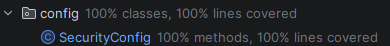 config 100% classes, 100% lines covered
SecurityConfig 100% methods, 100% lines covered